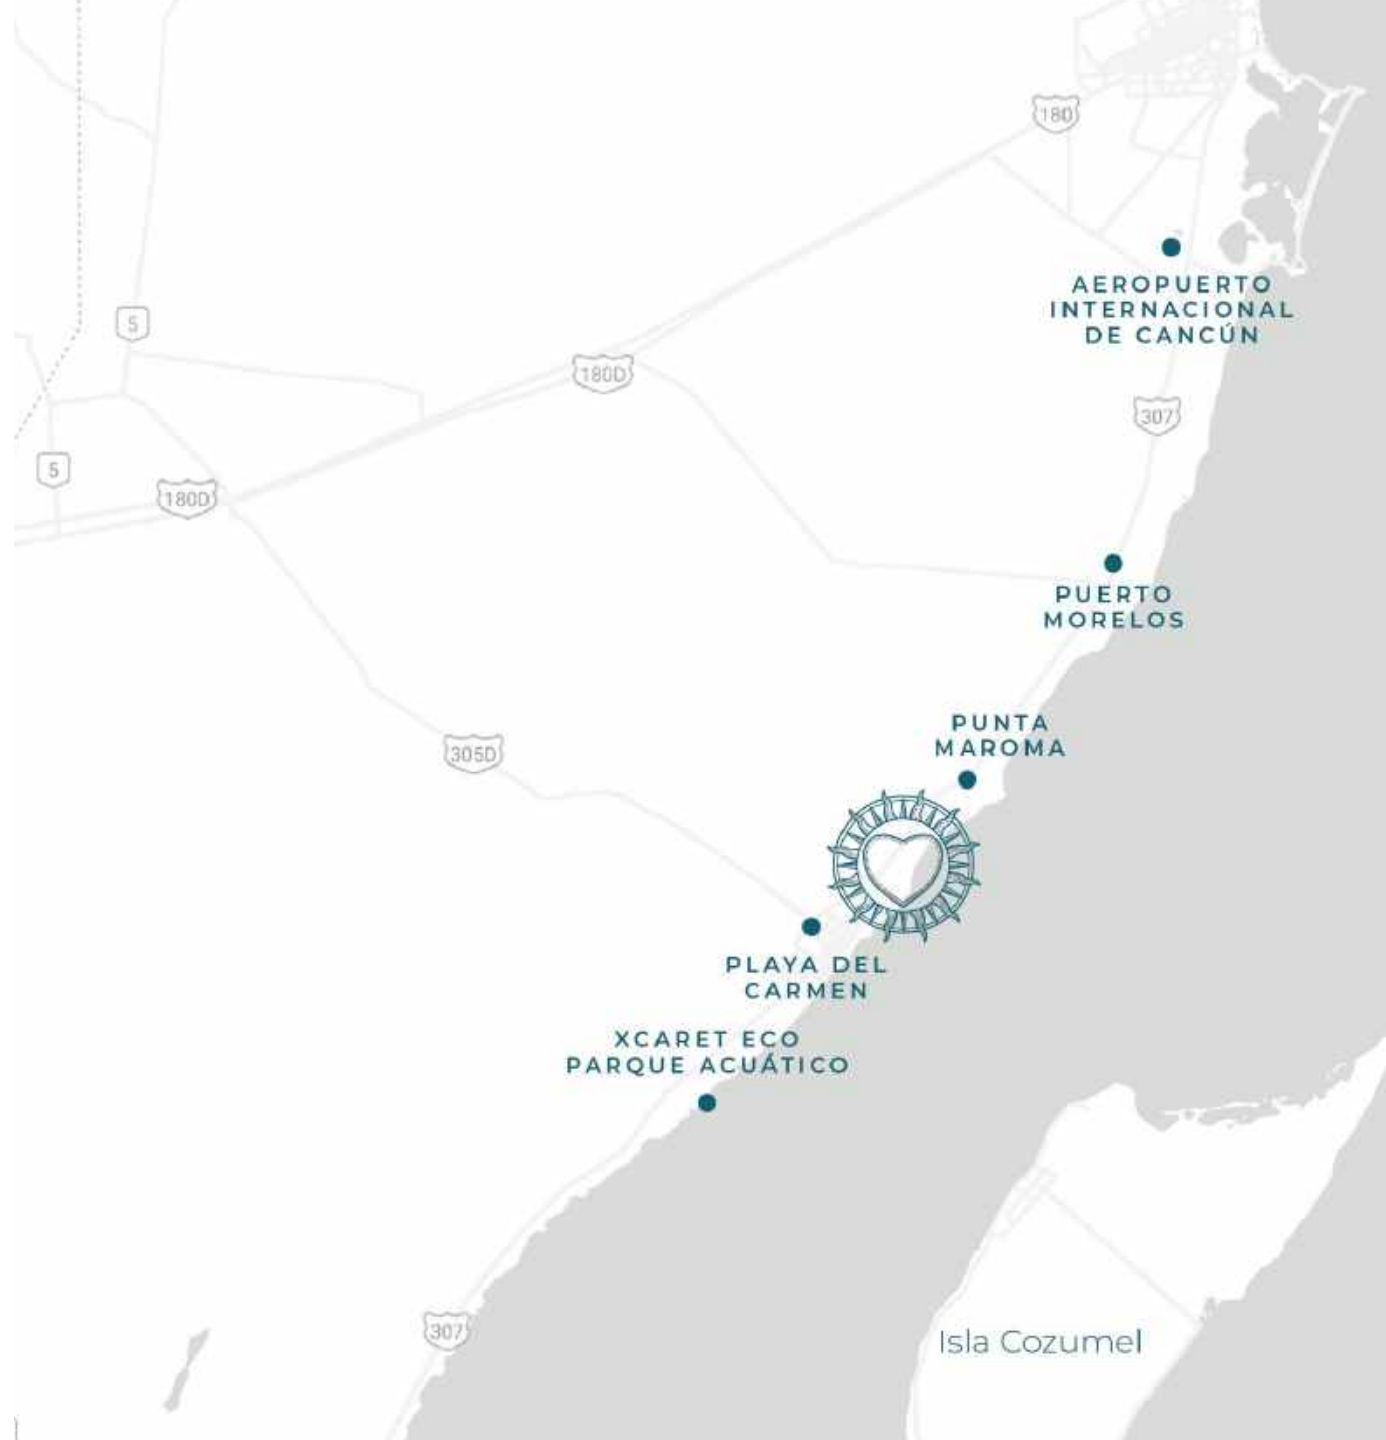 180
AEROPUERTO
INTERNACIONAL
DE CANCÚN
5
180D
307
5
180D
PUERTO
MORELOS
PUNTA
MAROMA
305D
PLAYA DEL
CARMEN
XCARET ECO
PARQUE ACUÁTICO
307
Isla Cozumel